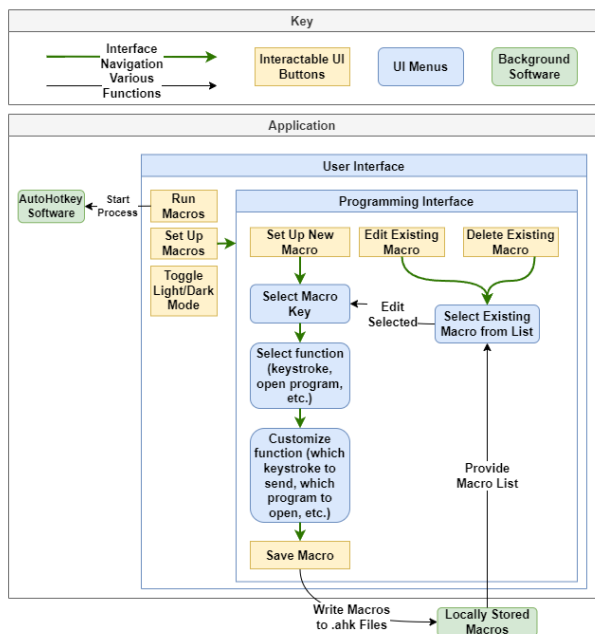 Key
Interface
Navigation
Various
Functions
Interactable UI
Buttons
UI Menus
Background
Software
Application
User Interface
AutoHotkey
Software
Start
Process
Run
Macros
Set Up
Macros
Toggle
Light/Dark
Mode
Programming Interface
Set Up New
Macro
Edit Existing
Macro
Delete Existing
Macro
Select Macro
Key
Edit
Selected
Select Existing
Macro from List
Select function
(keystroke,
open program,
etc.)
Customize
function (which
keystroke to
send, which
program to
open, etc.)
Provide
Macro List
Save Macro
Write Macros
to .ahk Files
Locally Stored
Macros